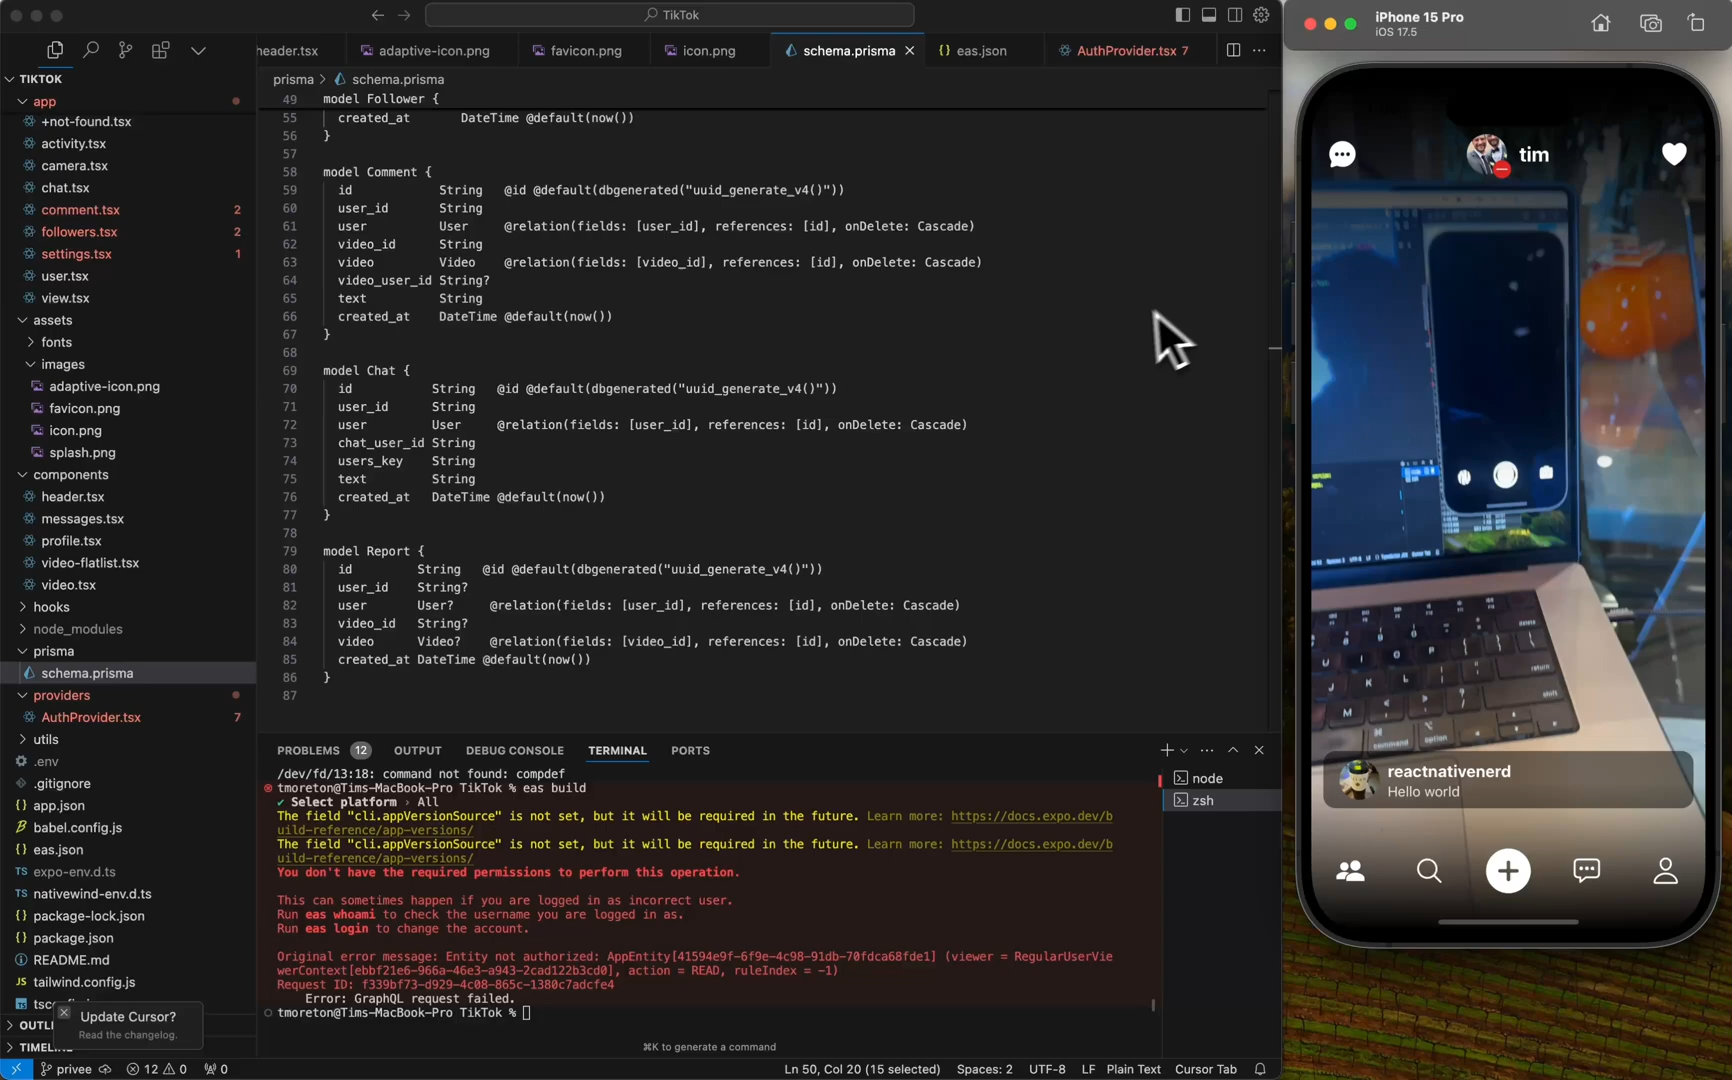 TikTok
iPhone 15 Pro
iOS 17.5
header.tsx
adaptive-icon.png
favicon.png
icon.png
schema.prisma
eas.json
AuthProvider.tsx 7
TIKTOK
app
+not-found.tsx
activity.tsx
camera.tsx
chat.tsx
comment.tsx 2
followers.tsx 2
settings.tsx 1
user.tsx
view.tsx
assets
fonts
images
adaptive-icon.png
favicon.png
icon.png
splash.png
components
header.tsx
messages.tsx
profile.tsx
video-flatlist.tsx
video.tsx
hooks
node_modules
prisma
schema.prisma
providers
AuthProvider.tsx 7
utils
.env
.gitignore
app.json
babel.config.js
eas.json
TS expo-env.d.ts
TS nativewind-env.d.ts
package-lock.json
package.json
README.md
JS tailwind.config.js
Update Cursor?
Read the changelog.
TIMELINE
prisma > schema.prisma
49 model Follower {
55 created_at DateTime @default(now())
56 }
57
58 model Comment {
59 id String @id @default(dbgenerated("uuid_generate_v4()"))
60 user_id String
61 user User @relation(fields: [user_id], references: [id], onDelete: Cascade)
62 video_id String
63 video Video @relation(fields: [video_id], references: [id], onDelete: Cascade)
64 video_user_id String?
65 text String
66 created_at DateTime @default(now())
67 }
68
69 model Chat {
70 id String @id @default(dbgenerated("uuid_generate_v4()"))
71 user_id String
72 user User @relation(fields: [user_id], references: [id], onDelete: Cascade)
73 chat_user_id String
74 users_key String
75 text String
76 created_at DateTime @default(now())
77 }
78
79 model Report {
80 id String @id @default(dbgenerated("uuid_generate_v4()"))
81 user_id String?
82 user User? @relation(fields: [user_id], references: [id], onDelete: Cascade)
83 video_id String?
84 video Video? @relation(fields: [video_id], references: [id], onDelete: Cascade)
85 created_at DateTime @default(now())
86 }
87
PROBLEMS 12 OUTPUT DEBUG CONSOLE TERMINAL PORTS
/dev/fd/13:18: command not found: compdef
tmoreton@Tims-MacBook-Pro TikTok % eas build
✔ Select platform › All
The field "cli.appVersionSource" is not set, but it will be required in the future. Learn more: https://docs.expo.dev/b
uild-reference/app-versions/
The field "cli.appVersionSource" is not set, but it will be required in the future. Learn more: https://docs.expo.dev/b
uild-reference/app-versions/
You don't have the required permissions to perform this operation.
This can sometimes happen if you are logged in as incorrect user.
Run eas whoami to check the username you are logged in as.
Run eas login to change the account.
Original error message: Entity not authorized: AppEntity[41594e9f-6f9e-4c98-91db-70fdca68fde1] (viewer = RegularUserVie
werContext[ebbf21e6-966a-46e3-a943-2cad122b3cd0], action = READ, ruleIndex = -1)
Request ID: f339bf73-d929-4c08-865c-1380c7adcfe4
Error: GraphQL request failed.
tmoreton@Tims-MacBook-Pro TikTok %
node
zsh
⌘K to generate a command
privee 12 0 0
Ln 50, Col 20 (15 selected) Spaces: 2 UTF-8 LF Plain Text Cursor Tab
tim
reactnativenerd
Hello world